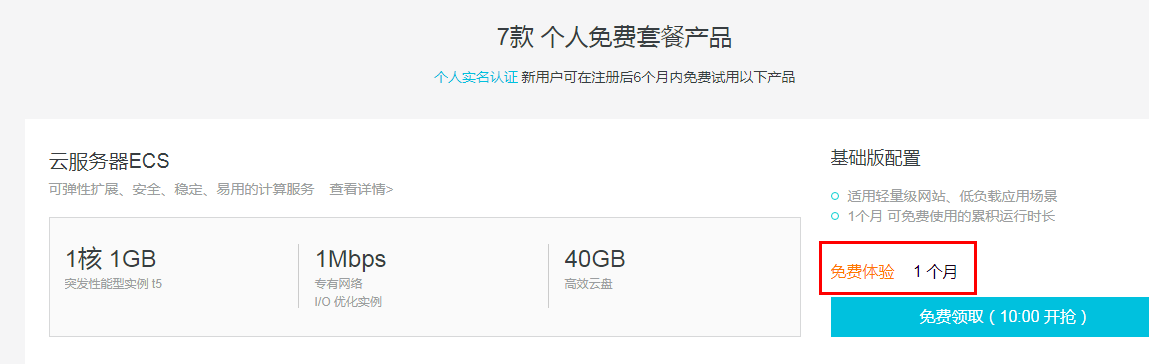 7款 个人免费套餐产品
个人实名认证 新用户可在注册后6个月内免费试用以下产品
云服务器ECS
可弹性扩展、安全、稳定、易用的计算服务 查看详情>
1核 1GB
突发性能型实例 t5
1Mbps
专有网络
I/O 优化实例
40GB
高效云盘
基础版配置
适用轻量级网站、低负载应用场景
1个月 可免费使用的累积运行时长
免费体验 1 个月
免费领取（10:00 开抢）